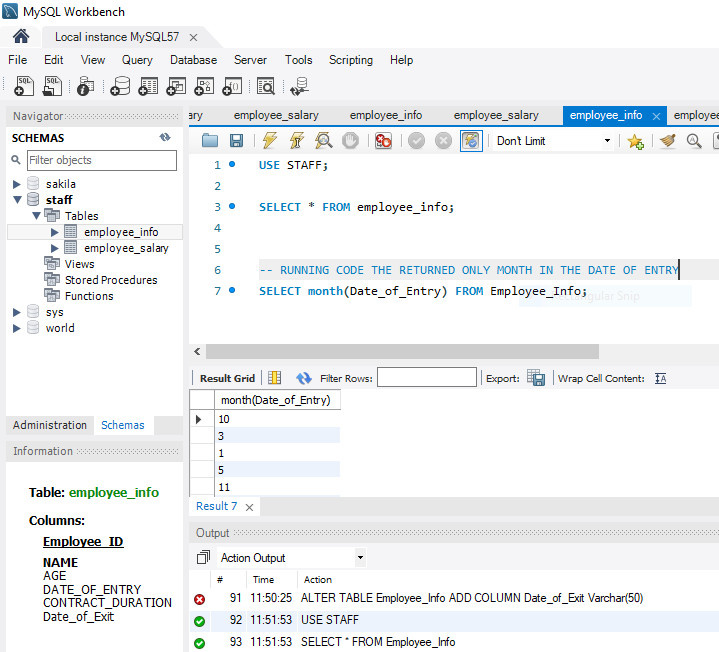 MySQL Workbench
Local instance MySQL57
File Edit View Query Database Server Tools Scripting Help
Navigator
SCHEMAS
Filter objects
sakila
staff
Tables
employee_info
employee_salary
Views
Stored Procedures
Functions
sys
world
Administration Schemas
Information
Table: employee_info
Columns:
Employee_ID
NAME
AGE
DATE_OF_ENTRY
CONTRACT_DURATION
Date_of_Exit
ary employee_salary employee_info employee_salary employee_info employee
Don't Limit
1 USE STAFF;
2
3 SELECT * FROM employee_info;
4
5
6 -- RUNNING CODE THE RETURNED ONLY MONTH IN THE DATE OF ENTRY
7 SELECT month(Date_of_Entry) FROM Employee_Info;
Snip
Result Grid Filter Rows: Export: Wrap Cell Content: IA
month(Date_of_Entry)
10
3
1
5
11
Result 7
Output
Action Output
# Time Action
91 11:50:25 ALTER TABLE Employee_Info ADD COLUMN Date_of_Exit Varchar(50)
92 11:51:53 USE STAFF
93 11:51:53 SELECT * FROM Employee_Info